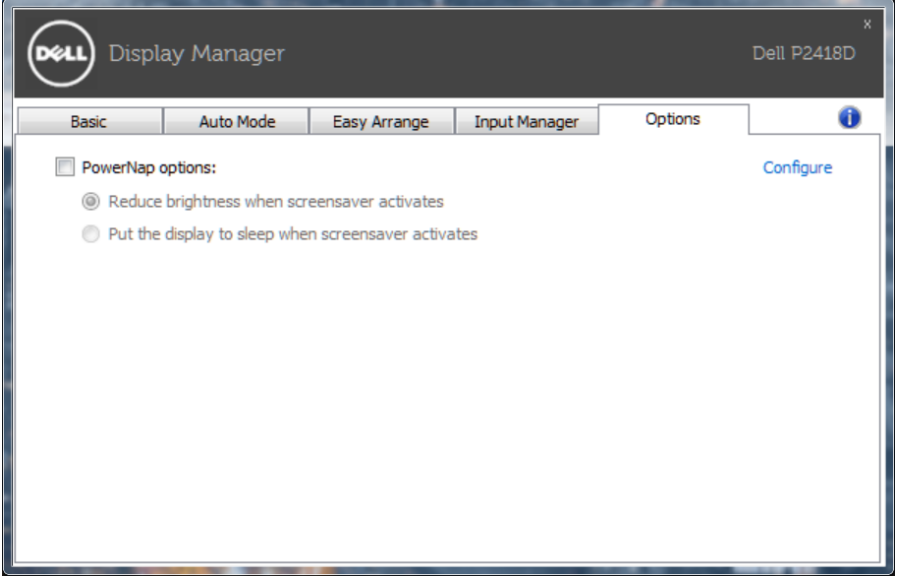 x
DELL Display Manager Dell P2418D
Basic Auto Mode Easy Arrange Input Manager Options i
PowerNap options: Configure
Reduce brightness when screensaver activates
Put the display to sleep when screensaver activates